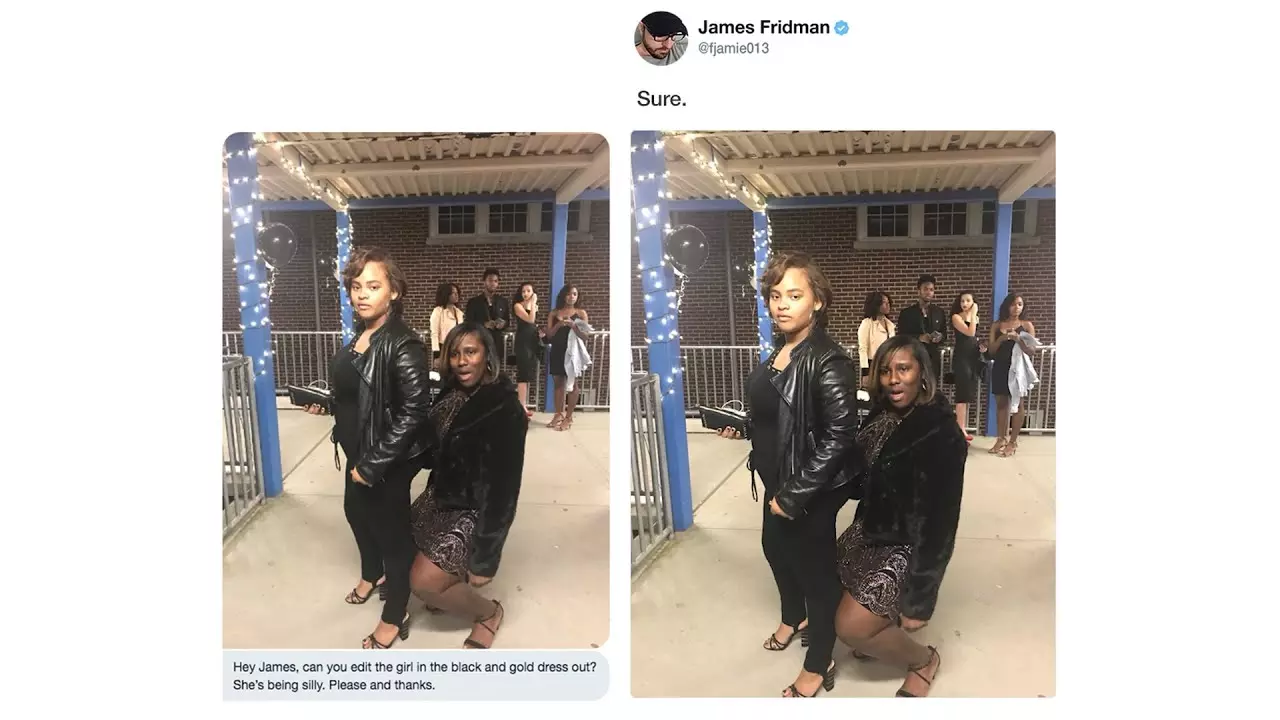 James Fridman
@fjamie013
Sure.
Hey James, can you edit the girl in the black and gold dress out?
She's being silly. Please and thanks.